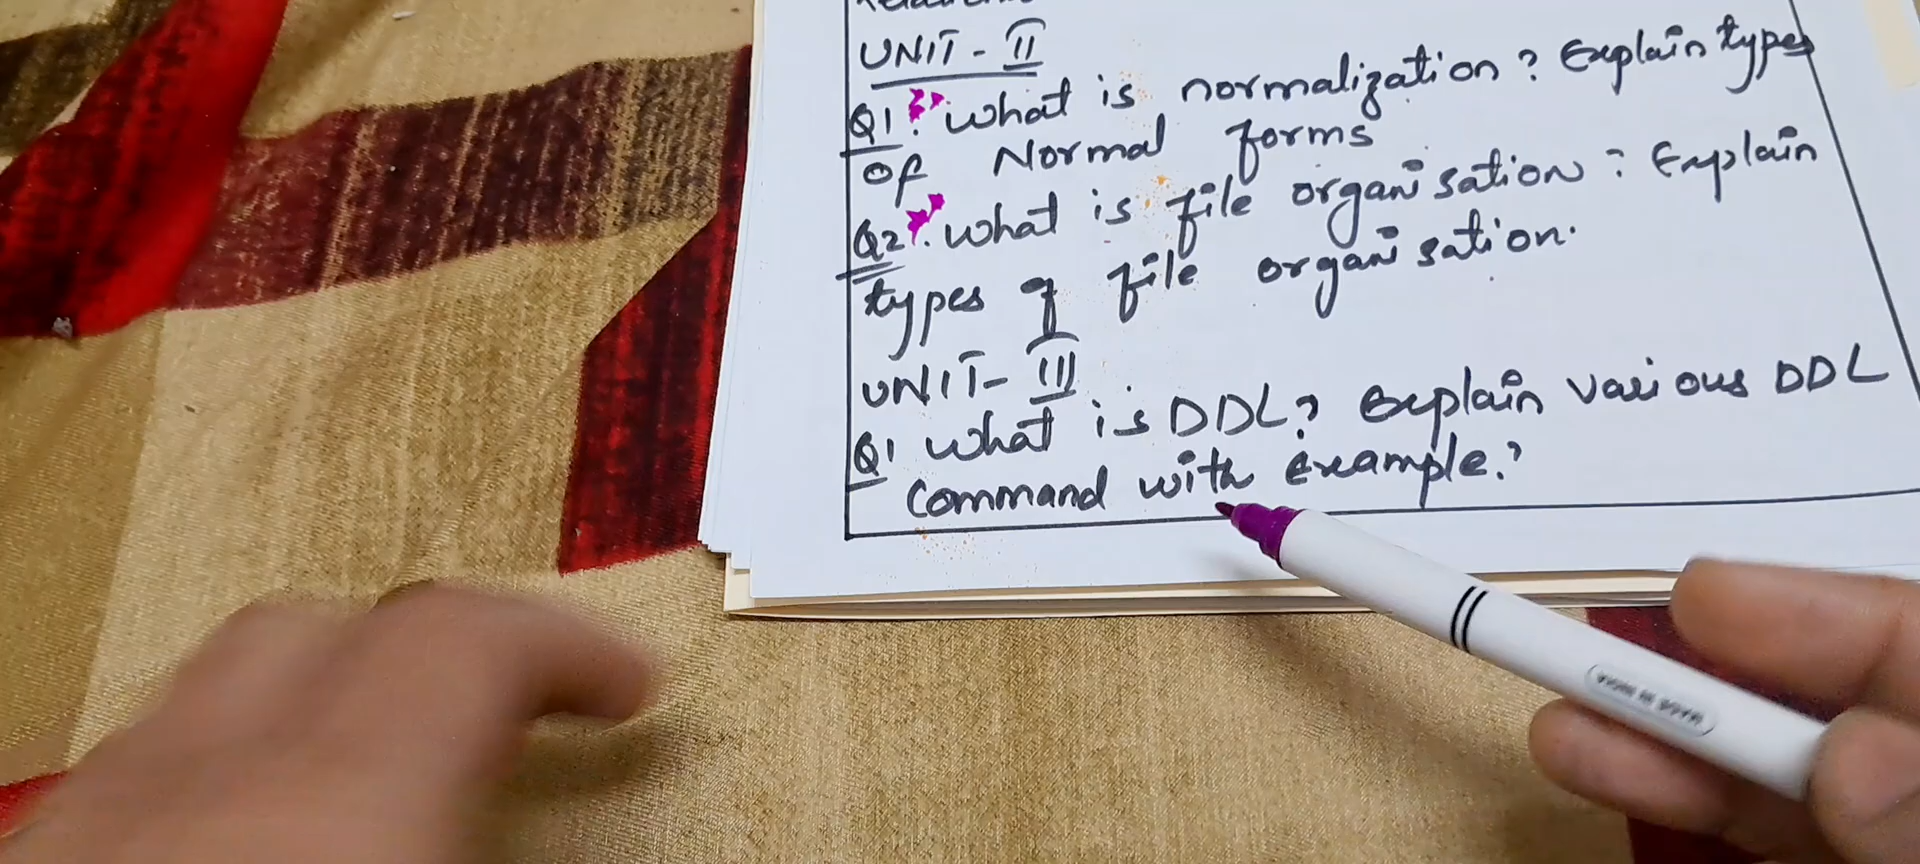 UNIT - II
Q1. What is normalization? Explain types
of Normal forms
Q2. What is file organisation? Explain
types of file organisation.
UNIT - III
Q1 What is DDL? Explain various DDL
Command with example.?